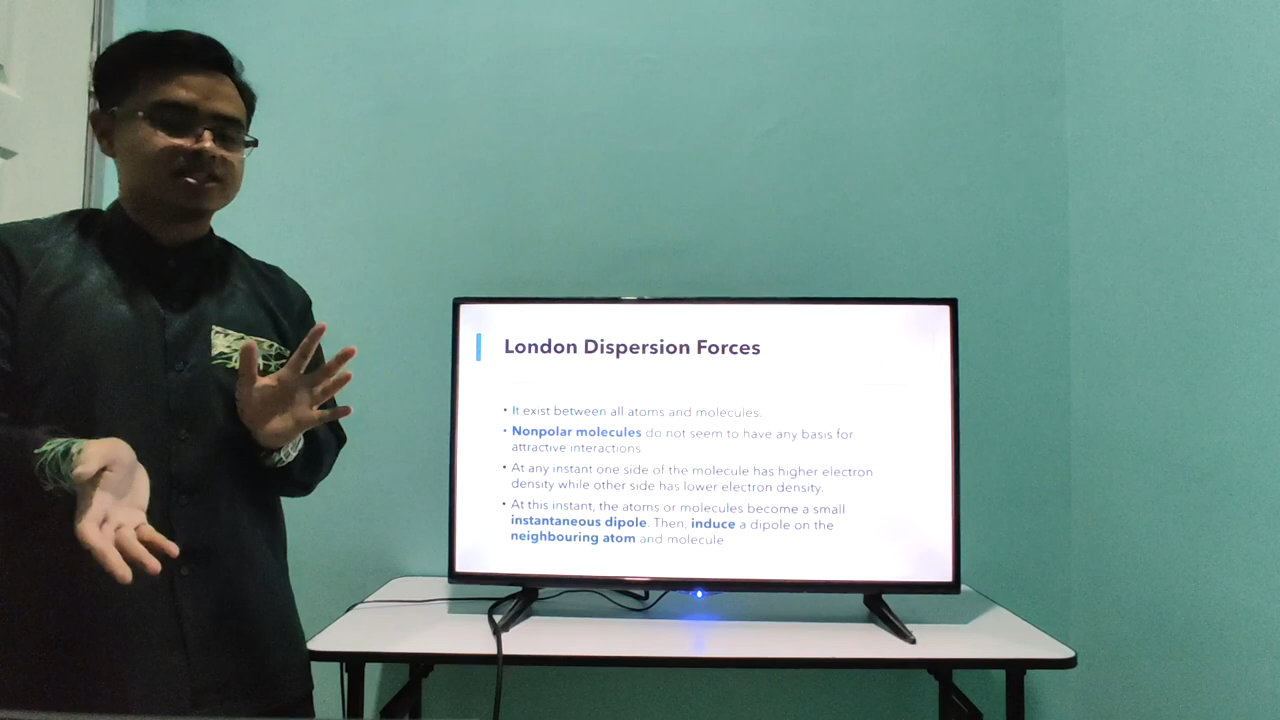 London Dispersion Forces
• It exist between all atoms and molecules.
• Nonpolar molecules do not seem to have any basis for
attractive interactions
• At any instant one side of the molecule has higher electron
density while other side has lower electron density.
• At this instant, the atoms or molecules become a small
instantaneous dipole. Then, induce a dipole on the
neighbouring atom and molecule